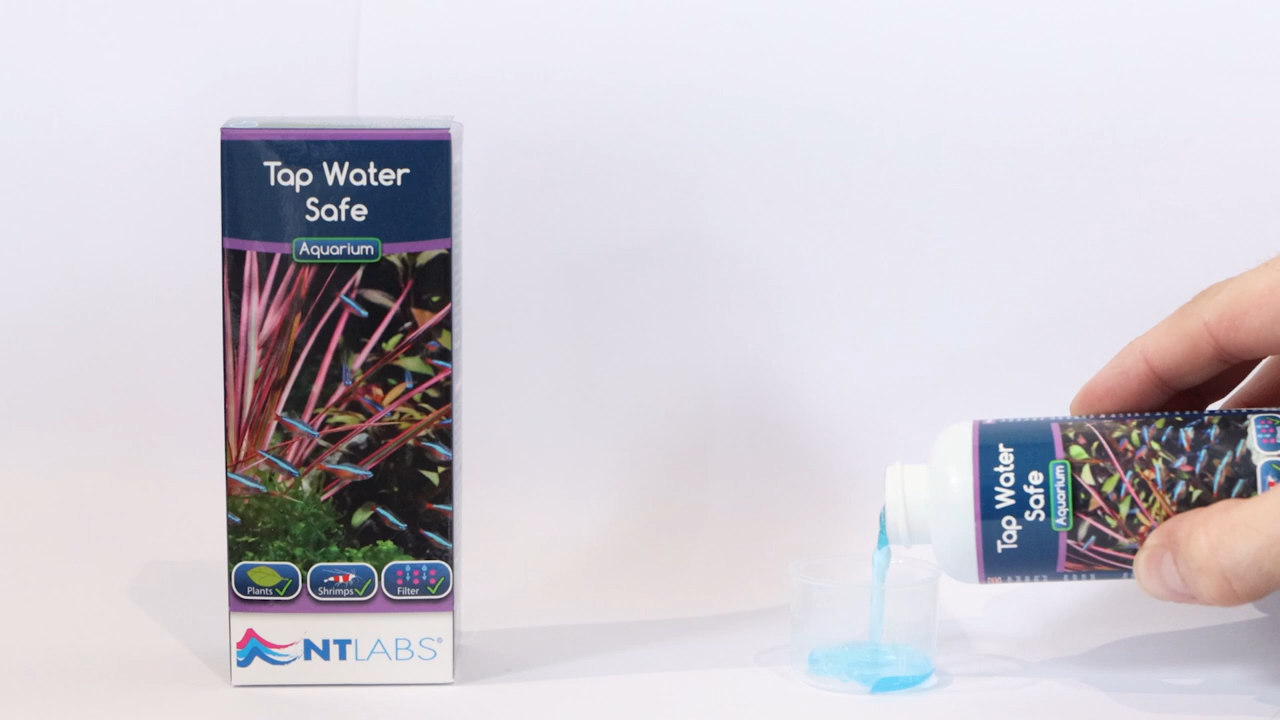 Tap Water
Safe
Aquarium
Plants
Shrimps
Filter
NTLABS®
Tap Water
Safe
Aquarium